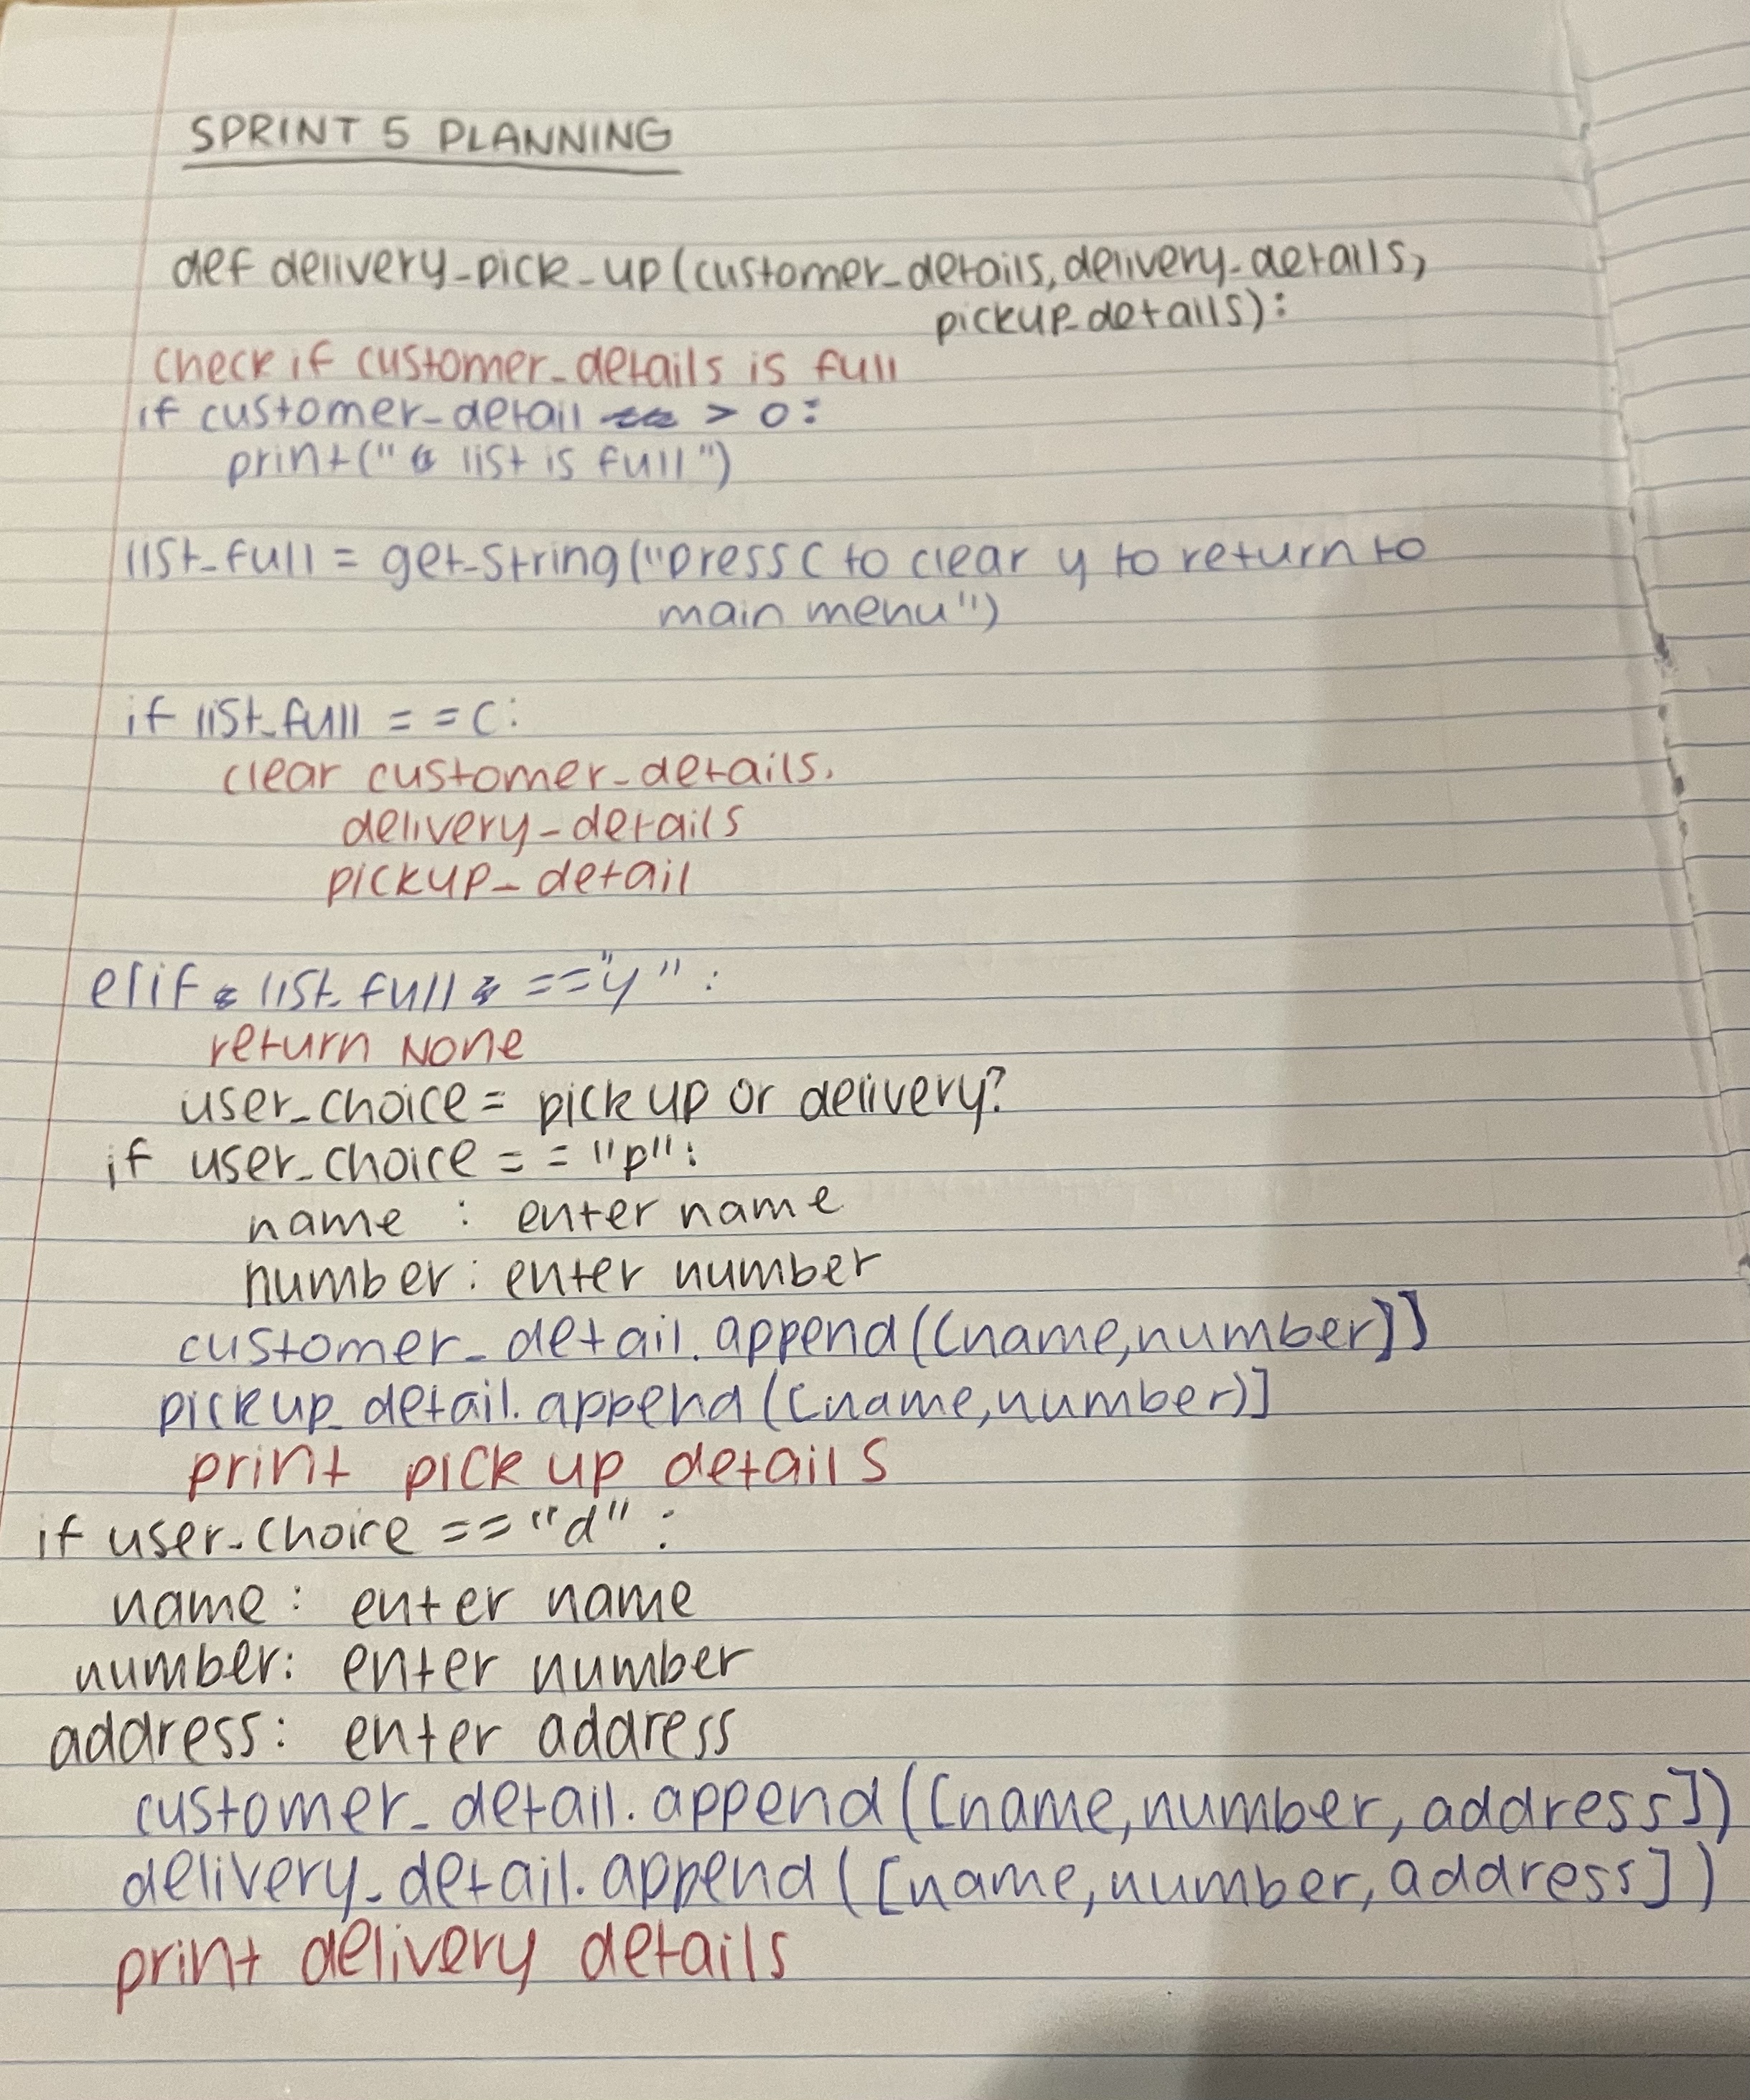 SPRINT 5 PLANNING
def delivery_pick_up(customer_details, delivery_details,
pickup_details):
check if customer_details is full
if customer_detail > 0:
print(" list is full")
list_full = get_string("press C to clear y to return to
main menu")
if list_full = = C:
clear customer_details.
delivery_details
pickup_detail
elif list_full =="y" :
return None
user_choice = pick up or delivery?
if user_choice = = "p":
name : enter name
number: enter number
customer_detail.append([name,number]]
pickup_detail.append([name,number)]
print pick up details
if user_choice == "d" :
name: enter name
number: enter number
address: enter address
customer_detail.append([name,number, address])
delivery_detail.append([name,number,address])
print delivery details